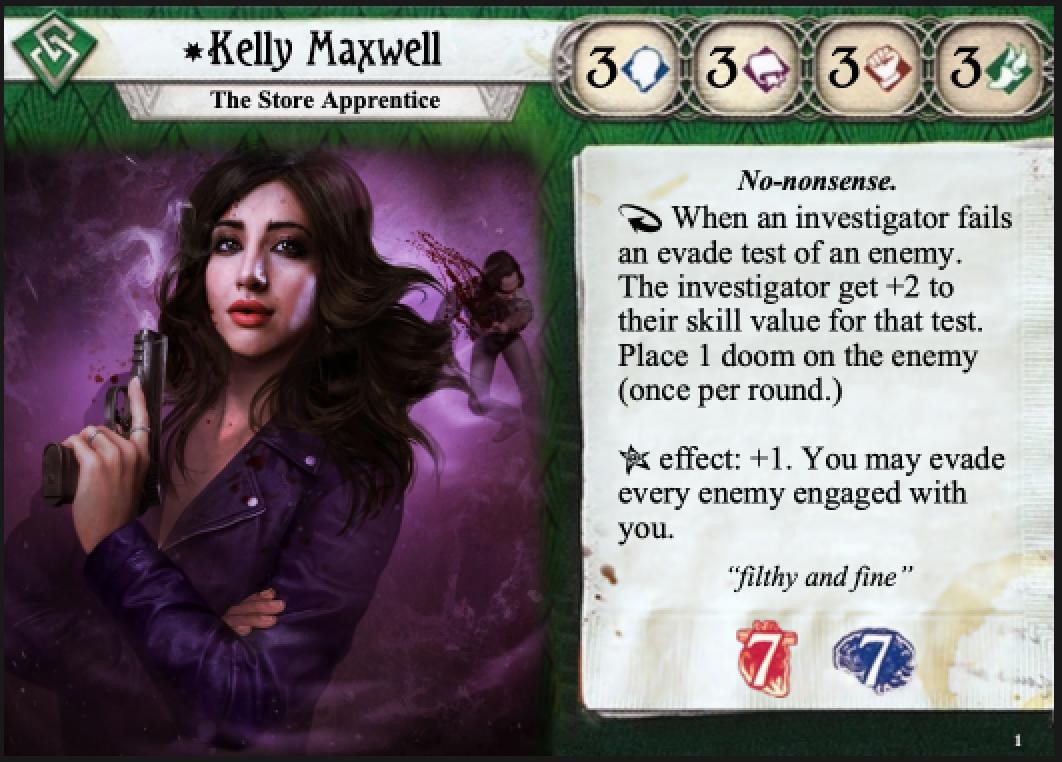 Kelly Maxwell
The Store Apprentice
3 3 3 3
No-nonsense.
When an investigator fails
an evade test of an enemy.
The investigator get +2 to
their skill value for that test.
Place 1 doom on the enemy
(once per round.)
effect: +1. You may evade
every enemy engaged with
you.
“filthy and fine”
7 7
1